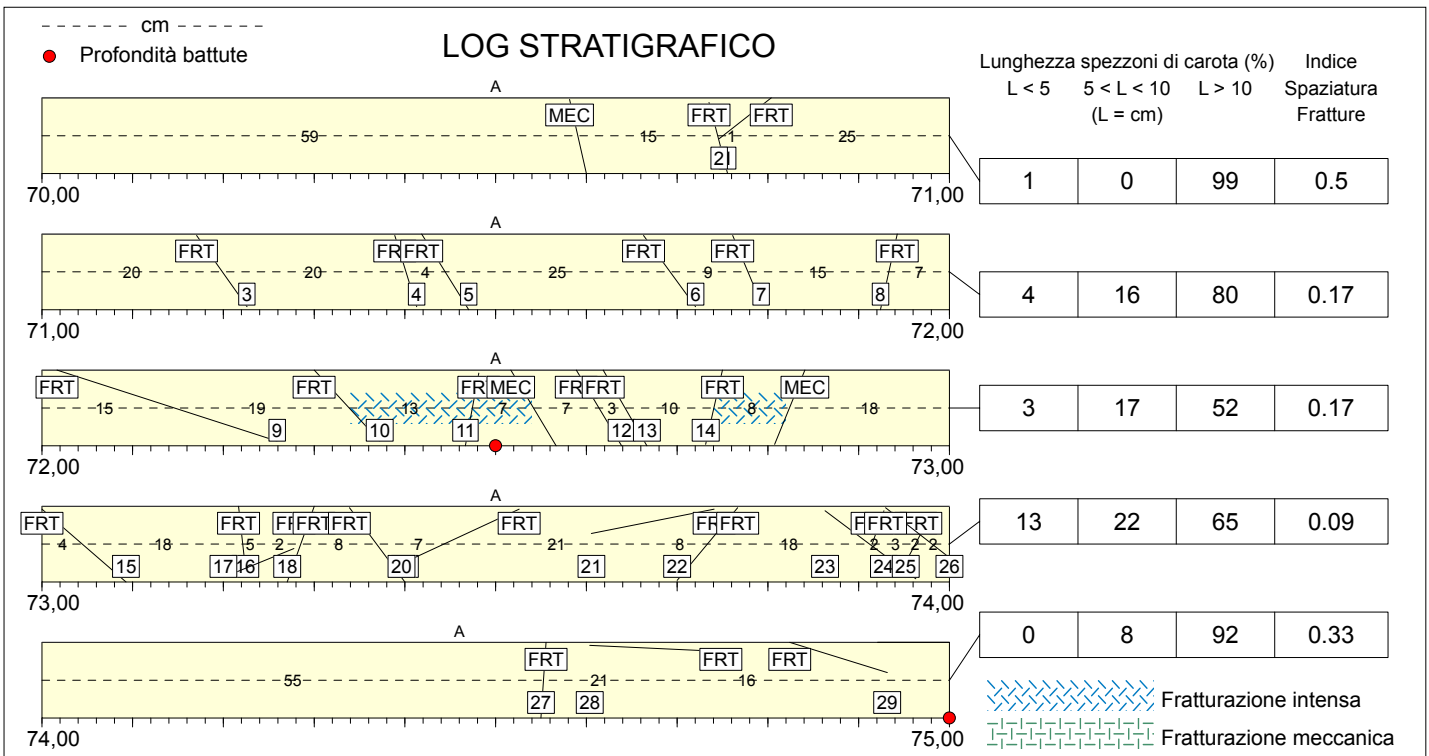 cm
Profondità battute
LOG STRATIGRAFICO
Lunghezza spezzoni di carota (%)
Indice
L < 5
5 < L < 10
L > 10
Spaziatura
(L = cm)
Fratture
A
MEC
FRT
FRT
59
15
1
25
2
70,00
71,00
1
0
99
0.5
A
FRT
FRT
FRT
FRT
FRT
20
20
4
25
9
15
7
3
4
5
6
7
8
71,00
72,00
4
16
80
0.17
A
FRT
FRT
MEC
FRT
FRT
MEC
15
19
13
7
7
3
10
8
18
9
10
11
12
13
14
72,00
73,00
3
17
52
0.17
A
FRT
FRT
FRT
FRT
FRT
FRT
FRT
4
18
5
2
8
7
21
8
18
2
3
2
2
15
17
16
18
20
21
22
23
24
25
26
73,00
74,00
13
22
65
0.09
A
FRT
FRT
FRT
55
21
16
27
28
29
74,00
75,00
0
8
92
0.33
Fratturazione intensa
Fratturazione meccanica